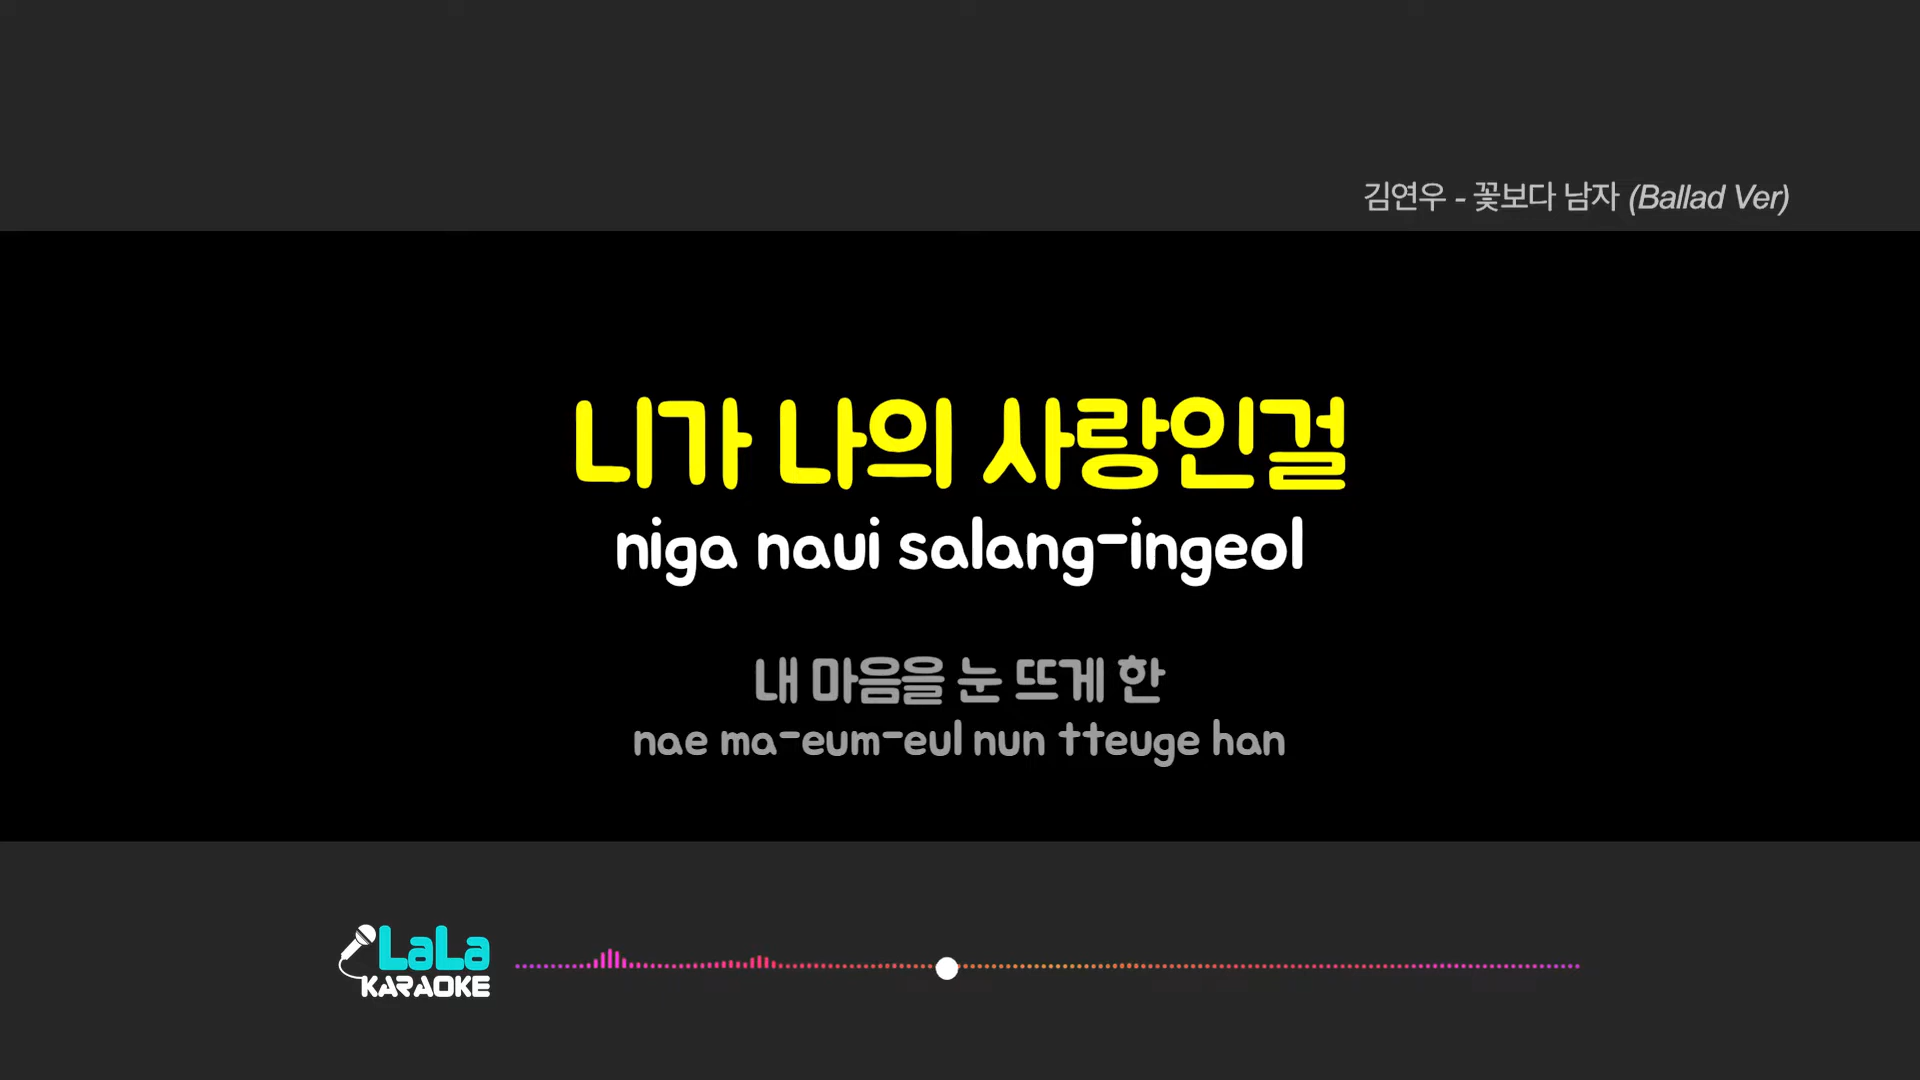 김연우 - 꽃보다 남자 (Ballad Ver)
니가 나의 사랑인걸
niga naui salang-ingeol
내 마음을 눈 뜨게 한
nae ma-eum-eul nun tteuge han
LaLa
KARAOKE